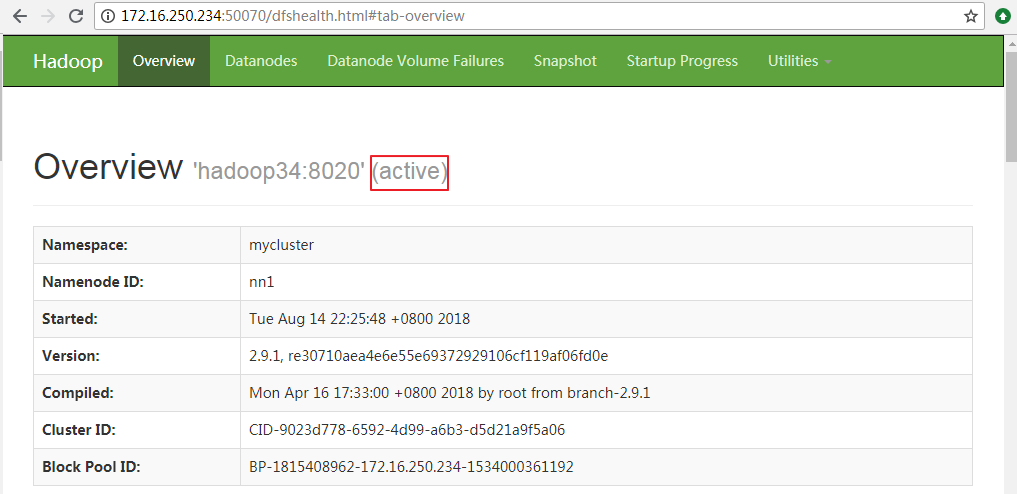 172.16.250.234:50070/dfshealth.html#tab-overview
Hadoop Overview Datanodes Datanode Volume Failures Snapshot Startup Progress Utilities
Overview 'hadoop34:8020' (active)
Namespace: mycluster
Namenode ID: nn1
Started: Tue Aug 14 22:25:48 +0800 2018
Version: 2.9.1, re30710aea4e6e55e69372929106cf119af06fd0e
Compiled: Mon Apr 16 17:33:00 +0800 2018 by root from branch-2.9.1
Cluster ID: CID-9023d778-6592-4d99-a6b3-d5d21a9f5a06
Block Pool ID: BP-1815408962-172.16.250.234-1534000361192